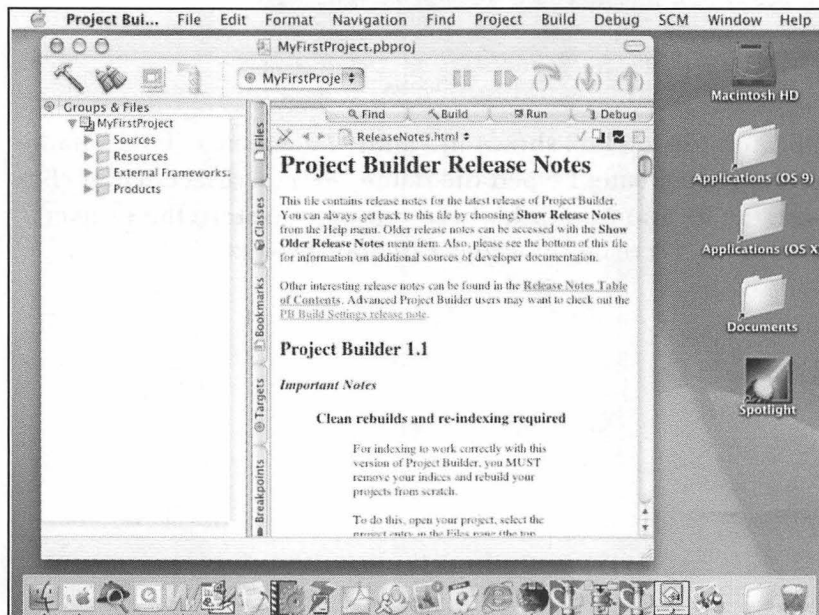 Project Bui... File Edit Format Navigation Find Project Build Debug SCM Window Help
MyFirstProject.pbproj
MyFirstProje
Groups & Files
MyFirstProject
Sources
Resources
External Frameworks.
Products
Files
Classes
Bookmarks
Targets
Breakpoints
Find Build Run Debug
ReleaseNotes.html
Project Builder Release Notes
This file contains release notes for the latest release of Project Builder.
You can always get back to this file by choosing Show Release Notes
from the Help menu. Older release notes can be accessed with the Show
Older Release Notes menu item. Also, please see the bottom of this file
for information on additional sources of developer documentation.
Other interesting release notes can be found in the Release Notes Table
of Contents. Advanced Project Builder users may want to check out the
PB Build Settings release note.
Project Builder 1.1
Important Notes
Clean rebuilds and re-indexing required
For indexing to work correctly with this
version of Project Builder, you MUST
remove your indices and rebuild your
projects from scratch.
To do this, open your project, select the
project entry in the Files pane (the top
Macintosh HD
Applications (OS 9)
Applications (OS X
Documents
Spotlight